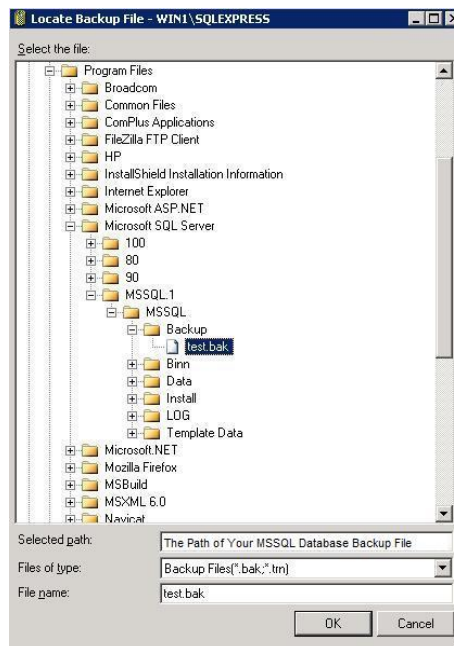 Locate Backup File - WIN1\SQLEXPRESS
Select the file:
Program Files
Broadcom
Common Files
ComPlus Applications
FileZilla FTP Client
HP
InstallShield Installation Information
Internet Explorer
Microsoft ASP.NET
Microsoft SQL Server
100
80
90
MSSQL.1
MSSQL
Backup
test.bak
Binn
Data
Install
LOG
Template Data
Microsoft.NET
Mozilla Firefox
MSBuild
MSXML 6.0
Navicat
Selected path: The Path of Your MSSQL Database Backup File
Files of type: Backup Files(*.bak;*.trn)
File name: test.bak
OK Cancel